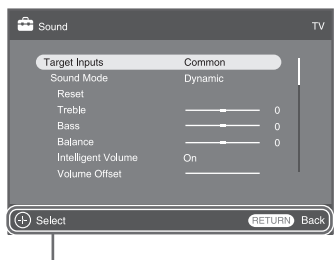 Sound TV
Target Inputs Common
Sound Mode Dynamic
Reset
Treble 0
Bass 0
Balance 0
Intelligent Volume On
Volume Offset
Select RETURN Back